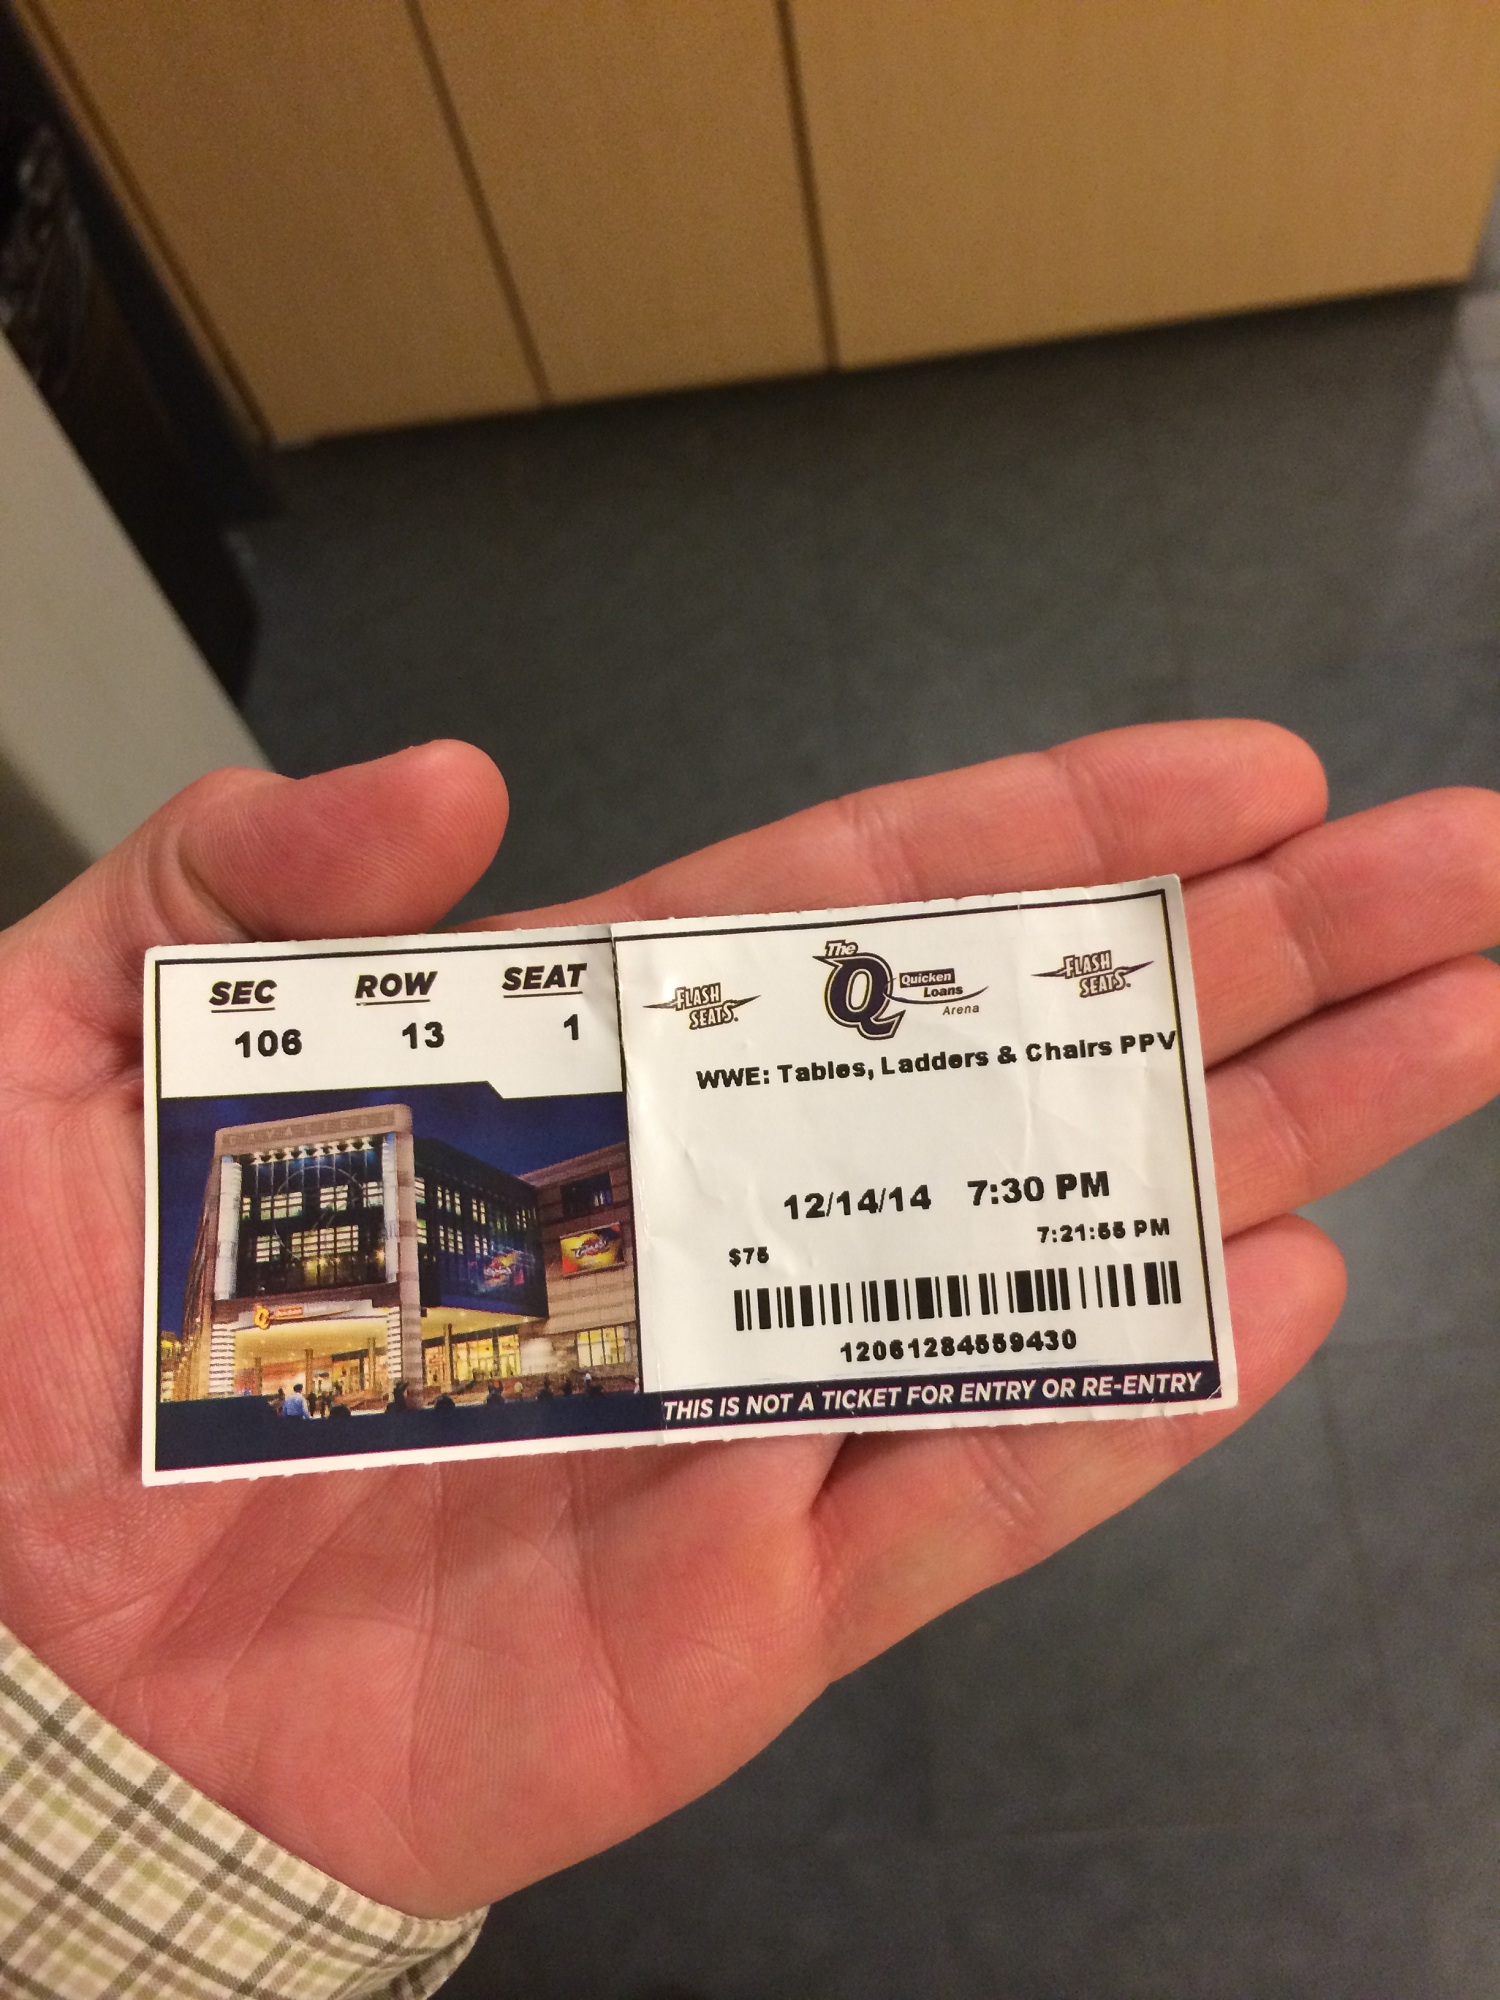 SEC ROW SEAT
106 13 1
CAVALIERS
FLASH SEATS.
The Q
Quicken Loans
Arena
FLASH SEATS.
WWE: Tables, Ladders & Chairs PPV
12/14/14 7:30 PM
7:21:55 PM
$75
12061284559430
THIS IS NOT A TICKET FOR ENTRY OR RE-ENTRY